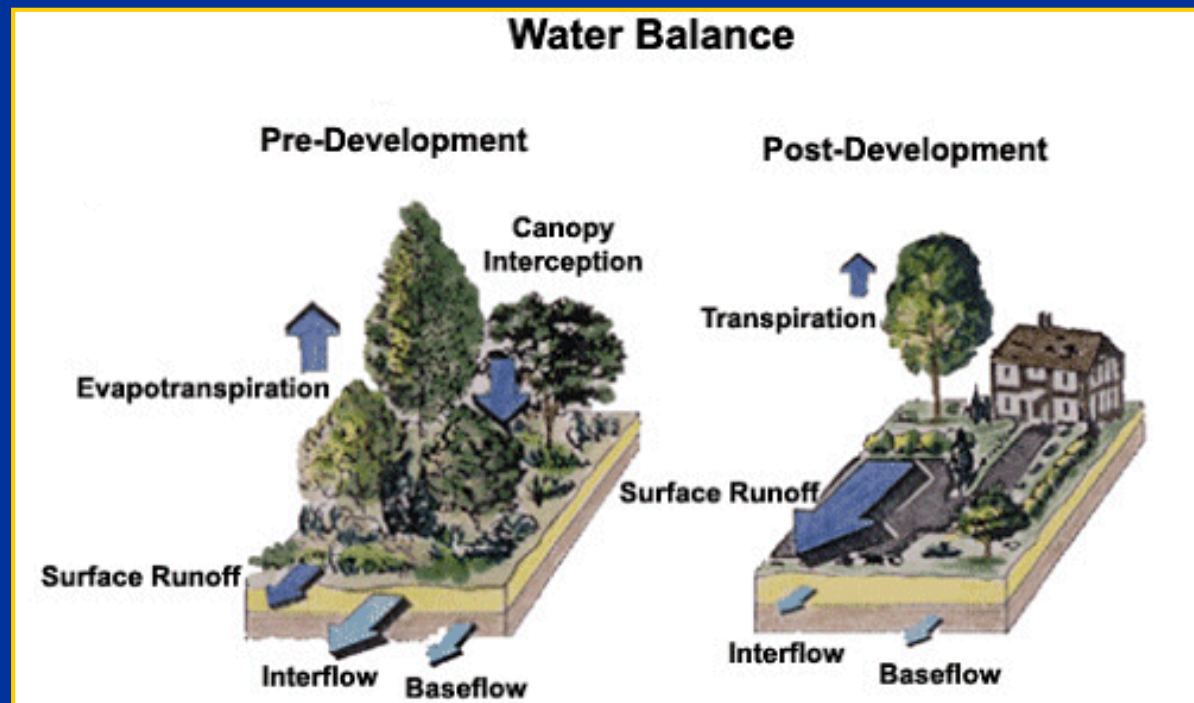 Water Balance
Pre-Development
Canopy
Interception
Evapotranspiration
Surface Runoff
Interflow
Baseflow
Post-Development
Transpiration
Surface Runoff
Interflow
Baseflow